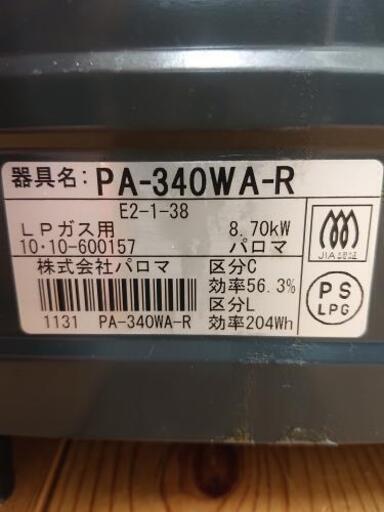 器具名: PA-340WA-R
E2-1-38
LPガス用 8.70kW
10·10-600157 パロマ
株式会社パロマ 区分C
効率56.3%
区分L
1131 PA-340WA-R 効率204Wh
JIA認証
PS
LPG